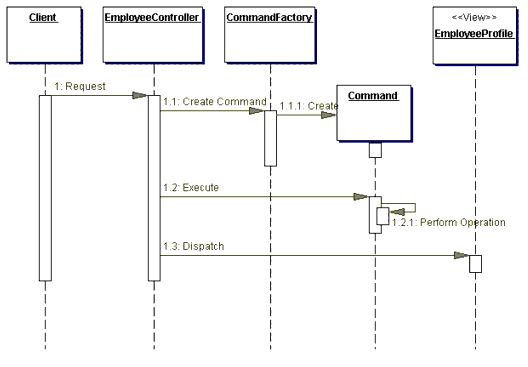 Client
EmployeeController
CommandFactory
<<View>>
EmployeeProfile
1: Request
1.1: Create Command
1.1.1: Create
Command
1.2: Execute
1.2.1: Perform Operation
1.3: Dispatch